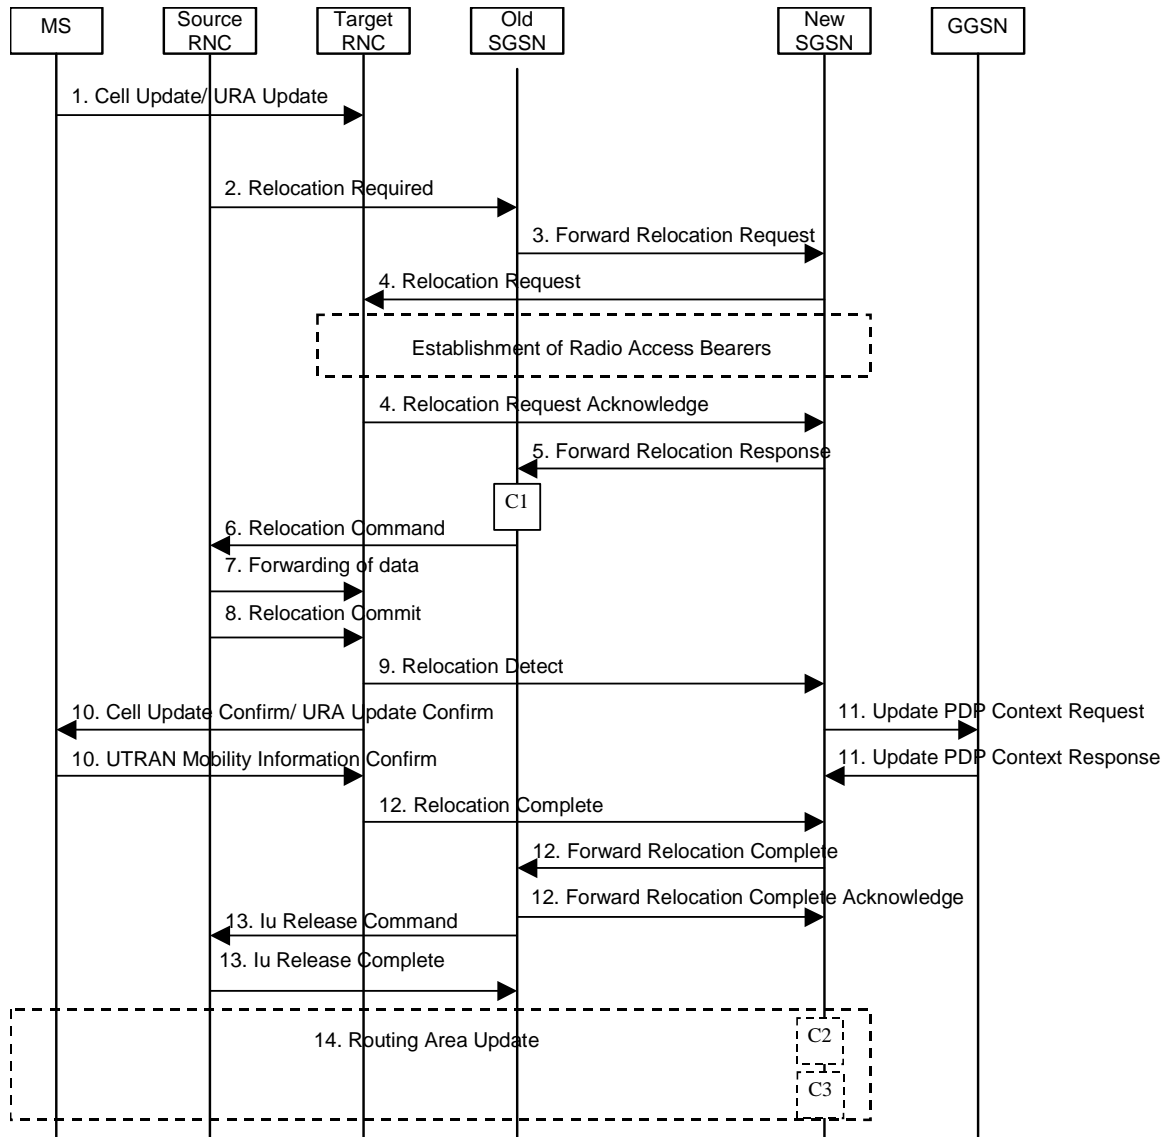 MS
Source
RNC
Target
RNC
Old
SGSN
New
SGSN
GGSN
1. Cell Update/ URA Update
2. Relocation Required
3. Forward Relocation Request
4. Relocation Request
Establishment of Radio Access Bearers
4. Relocation Request Acknowledge
5. Forward Relocation Response
C1
6. Relocation Command
7. Forwarding of data
8. Relocation Commit
9. Relocation Detect
10. Cell Update Confirm/ URA Update Confirm
11. Update PDP Context Request
10. UTRAN Mobility Information Confirm
11. Update PDP Context Response
12. Relocation Complete
12. Forward Relocation Complete
12. Forward Relocation Complete Acknowledge
13. Iu Release Command
13. Iu Release Complete
14. Routing Area Update
C2
C3